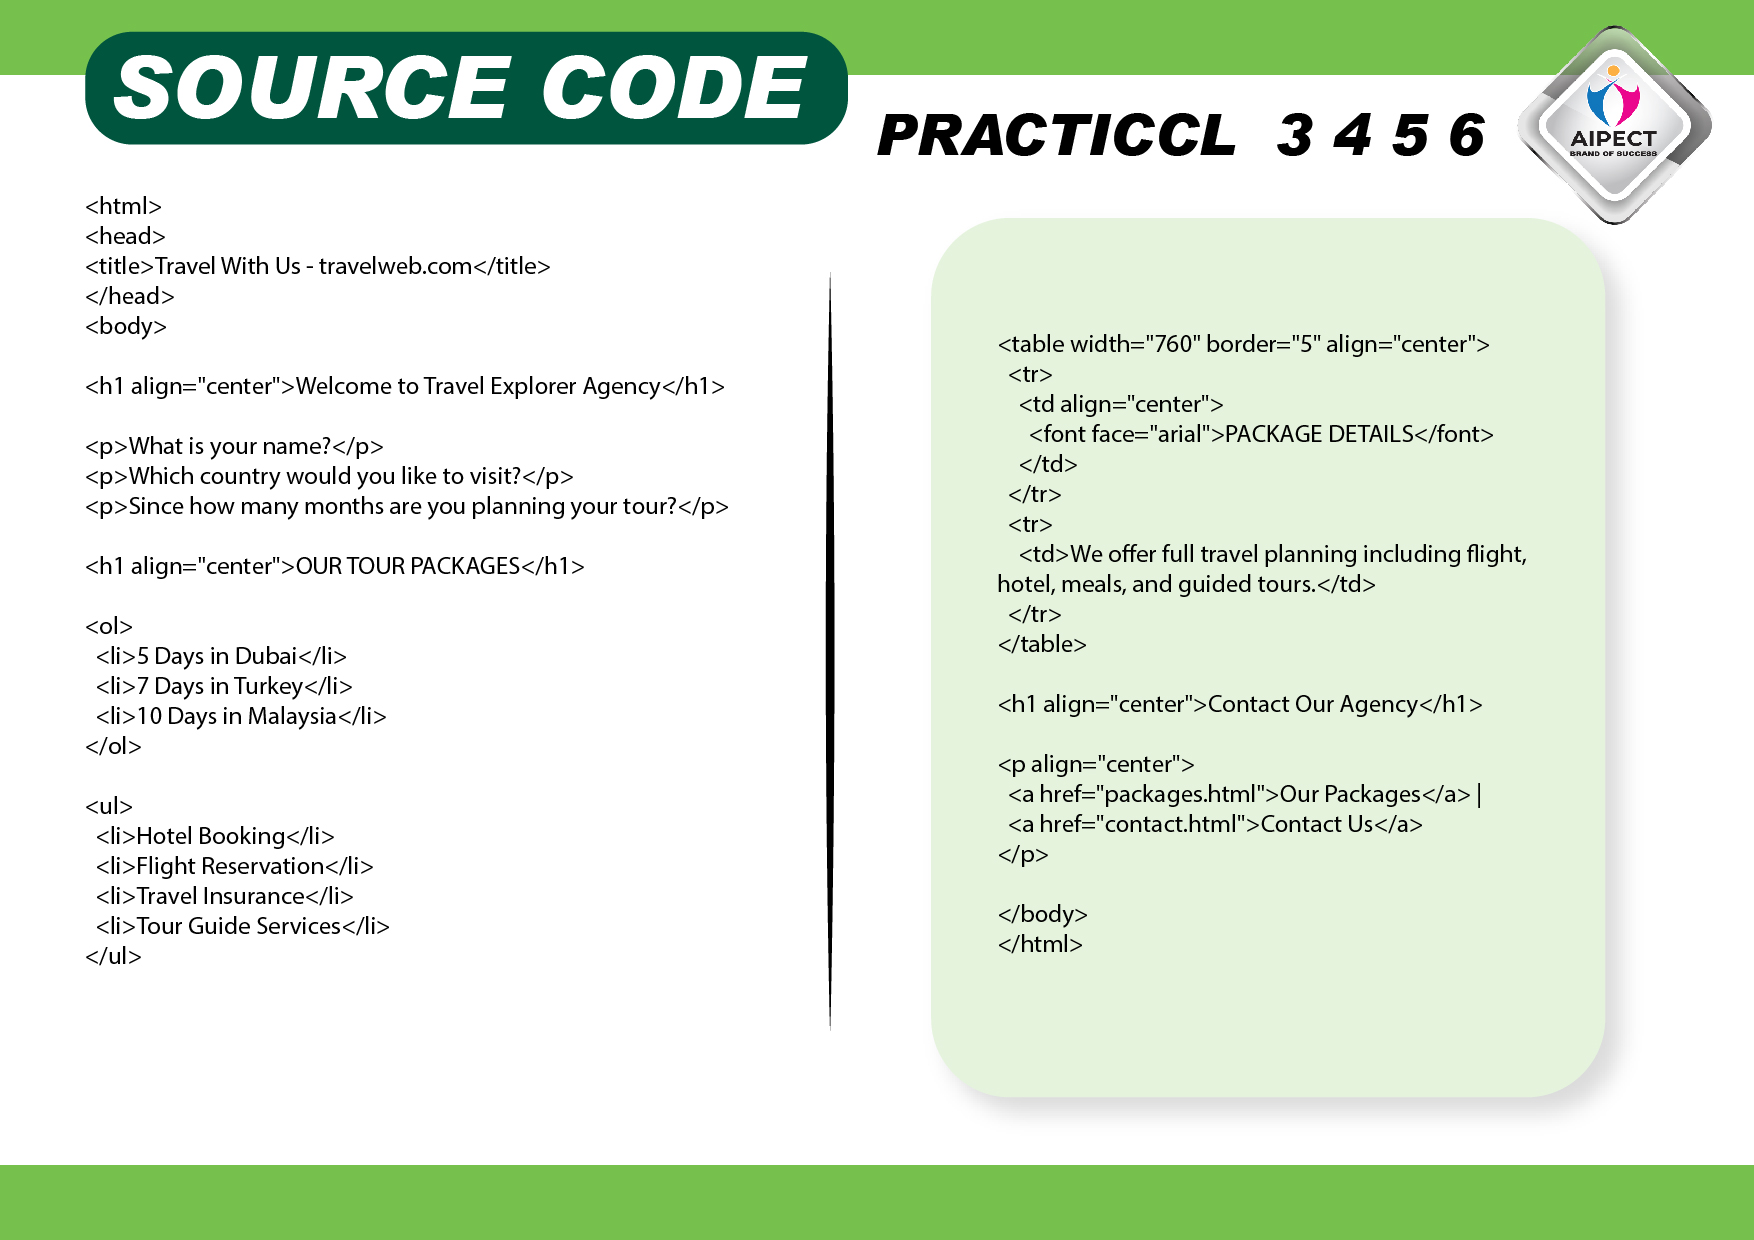 SOURCE CODE
PRACTICCL 3 4 5 6
AIPECT
BRAND OF SUCCESS
<html>
<head>
<title>Travel With Us - travelweb.com</title>
</head>
<body>
<h1 align="center">Welcome to Travel Explorer Agency</h1>
<p>What is your name?</p>
<p>Which country would you like to visit?</p>
<p>Since how many months are you planning your tour?</p>
<h1 align="center">OUR TOUR PACKAGES</h1>
<ol>
<li>5 Days in Dubai</li>
<li>7 Days in Turkey</li>
<li>10 Days in Malaysia</li>
</ol>
<ul>
<li>Hotel Booking</li>
<li>Flight Reservation</li>
<li>Travel Insurance</li>
<li>Tour Guide Services</li>
</ul>
<table width="760" border="5" align="center">
<tr>
<td align="center">
<font face="arial">PACKAGE DETAILS</font>
</td>
</tr>
<tr>
<td>We offer full travel planning including flight,
hotel, meals, and guided tours.</td>
</tr>
</table>
<h1 align="center">Contact Our Agency</h1>
<p align="center">
<a href="packages.html">Our Packages</a> |
<a href="contact.html">Contact Us</a>
</p>
</body>
</html>